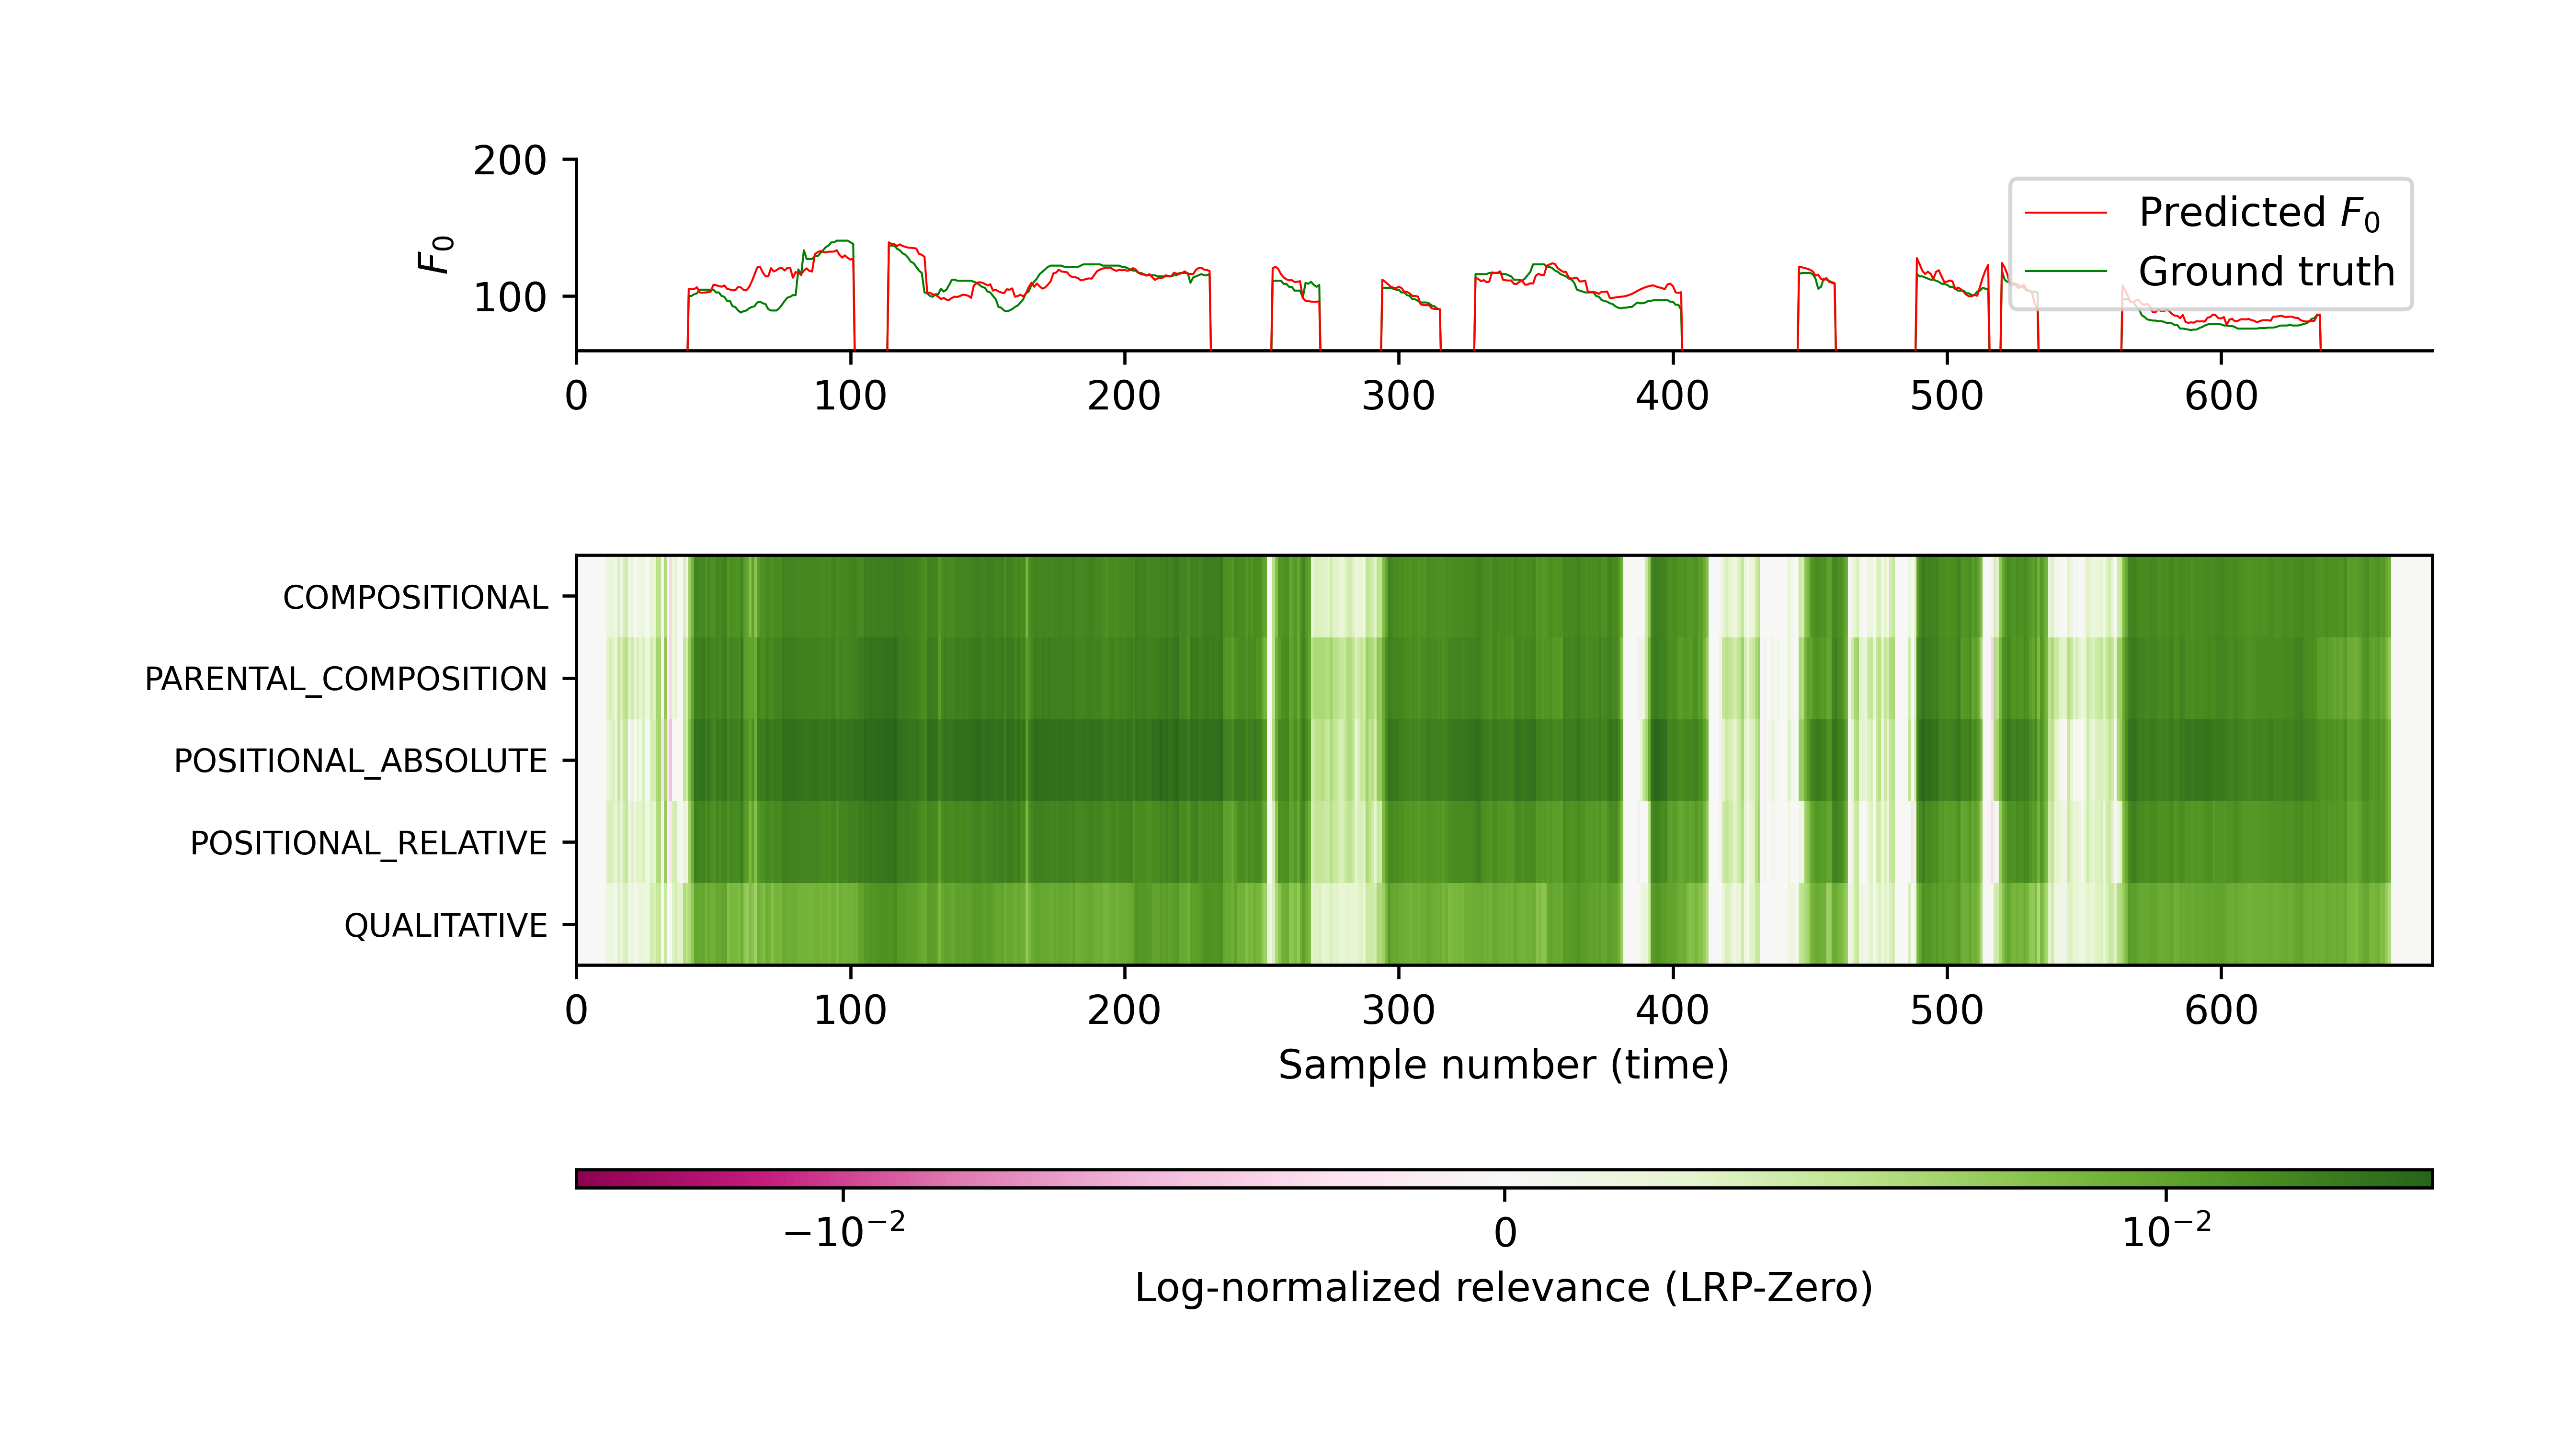 200
100
F₀
Predicted F₀
Ground truth
0 100 200 300 400 500 600
COMPOSITIONAL
PARENTAL_COMPOSITION
POSITIONAL_ABSOLUTE
POSITIONAL_RELATIVE
QUALITATIVE
0 100 200 300 400 500 600
Sample number (time)
−10⁻² 0 10⁻²
Log-normalized relevance (LRP-Zero)